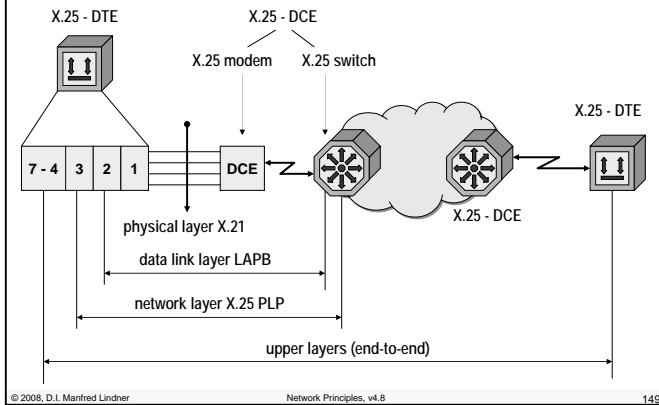 X.25 - DTE
X.25 - DCE
X.25 modem X.25 switch
X.25 - DTE
7 - 4 3 2 1
DCE
X.25 - DCE
physical layer X.21
data link layer LAPB
network layer X.25 PLP
upper layers (end-to-end)
© 2008, D.I. Manfred Lindner Network Principles, v4.8 149